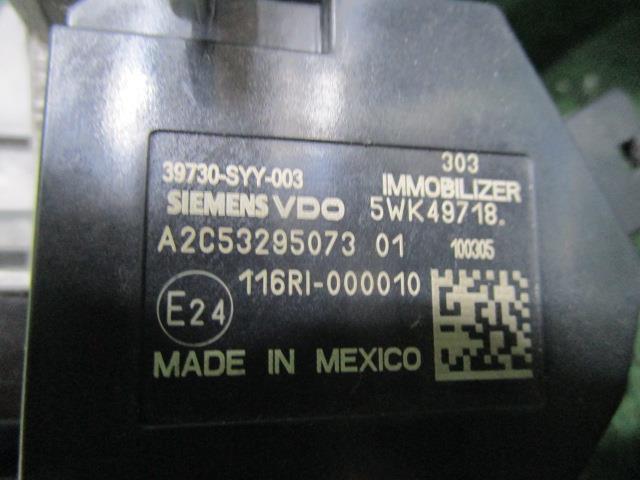 303
39730-SYY-003 IMMOBILIZER
SIEMENS VDO 5WK49718.
A2C53295073 01 100305
116RI-000010
E24
MADE IN MEXICO